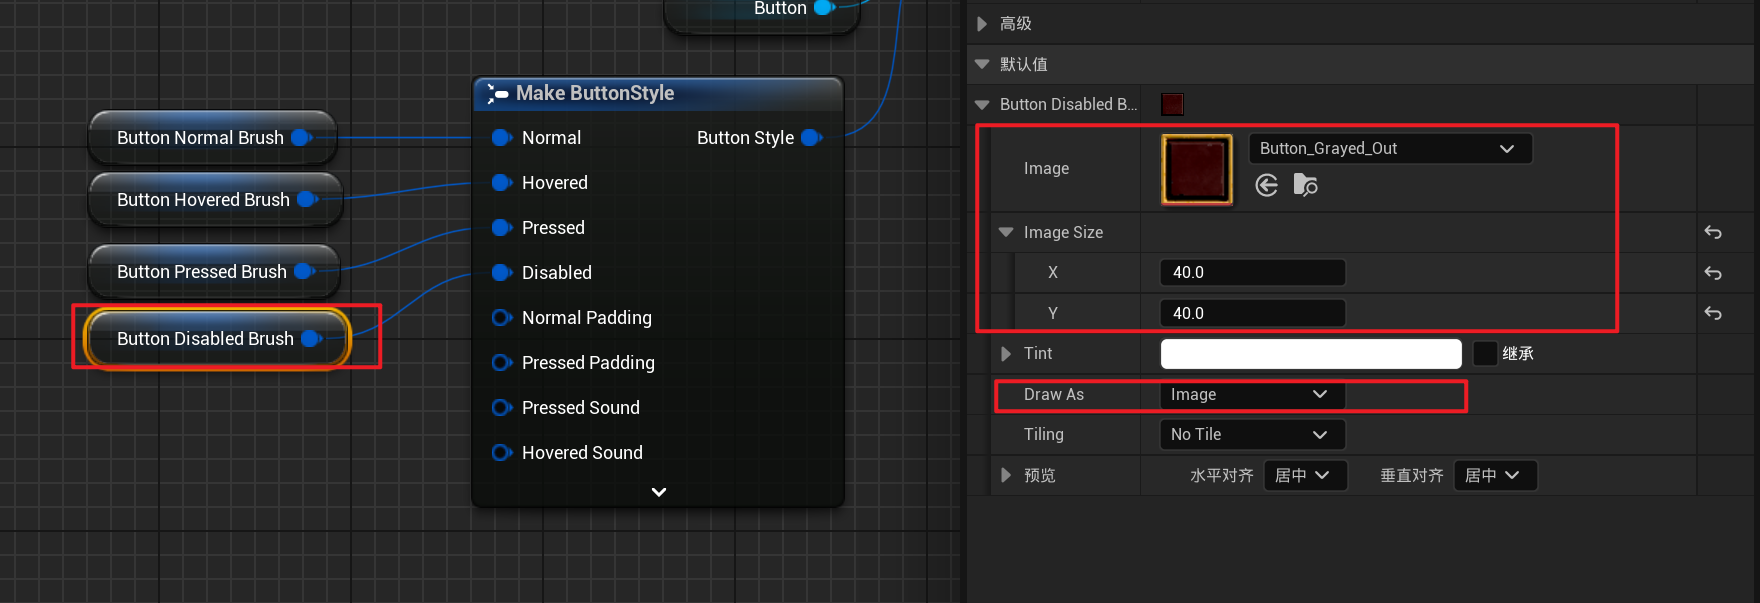 Button
Make ButtonStyle
Button Normal Brush
Button Hovered Brush
Button Pressed Brush
Button Disabled Brush
Normal
Button Style
Hovered
Pressed
Disabled
Normal Padding
Pressed Padding
Pressed Sound
Hovered Sound
高级
默认值
Button Disabled B...
Image
Button_Grayed_Out
Image Size
X
40.0
Y
40.0
Tint
继承
Draw As
Image
Tiling
No Tile
预览
水平对齐
居中
垂直对齐
居中